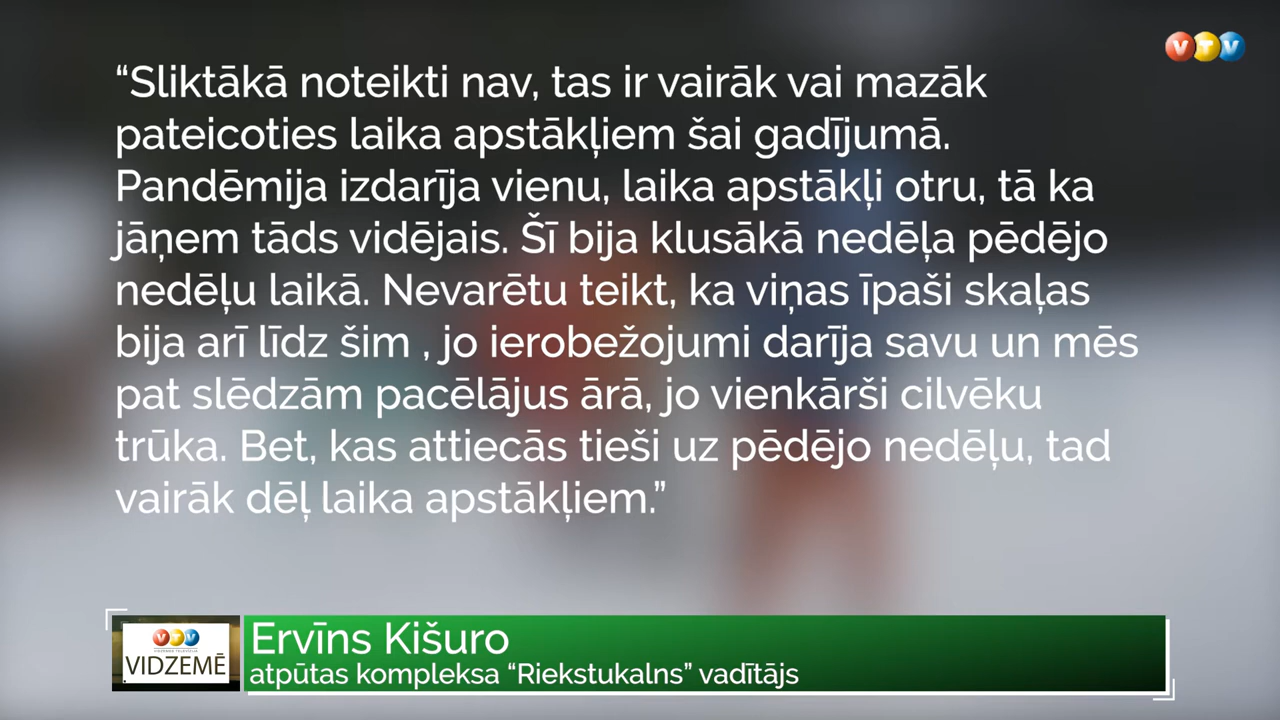 VTV
“Sliktākā noteikti nav, tas ir vairāk vai mazāk
pateicoties laika apstākļiem šai gadījumā.
Pandēmija izdarīja vienu, laika apstākļi otru, tā ka
jāņem tāds vidējais. Šī bija klusākā nedēļa pēdējo
nedēļu laikā. Nevarētu teikt, ka viņas īpaši skaļas
bija arī līdz šim , jo ierobežojumi darīja savu un mēs
pat slēdzām pacēlājus ārā, jo vienkārši cilvēku
trūka. Bet, kas attiecās tieši uz pēdējo nedēļu, tad
vairāk dēļ laika apstākļiem.”
VTV
VIDZEMES TELEVĪZIJA
VIDZEMĒ
Ervīns Kišuro
atpūtas kompleksa “Riekstukalns” vadītājs